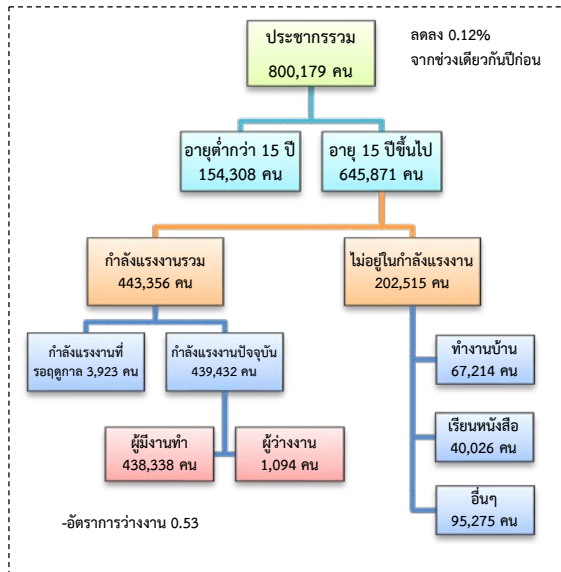 ประชากรรวม
800,179 คน
ลดลง 0.12%
จากช่วงเดียวกันปีก่อน
อายุต่ำกว่า 15 ปี
154,308 คน
อายุ 15 ปีขึ้นไป
645,871 คน
กำลังแรงงานรวม
443,356 คน
ไม่อยู่ในกำลังแรงงาน
202,515 คน
กำลังแรงงานที่
รอฤดูกาล 3,923 คน
กำลังแรงงานปัจจุบัน
439,432 คน
ทำงานบ้าน
67,214 คน
เรียนหนังสือ
40,026 คน
ผู้มีงานทำ
438,338 คน
ผู้ว่างงาน
1,094 คน
อื่นๆ
95,275 คน
-อัตราการว่างงาน 0.53